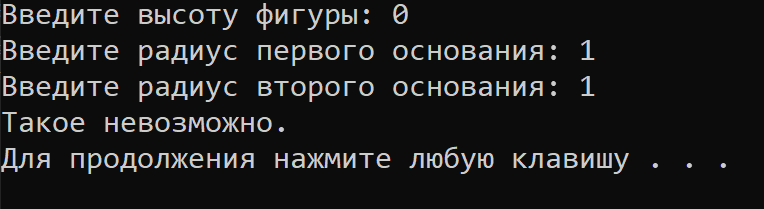 Введите высоту фигуры: 0
Введите радиус первого основания: 1
Введите радиус второго основания: 1
Такое невозможно.
Для продолжения нажмите любую клавишу . . .